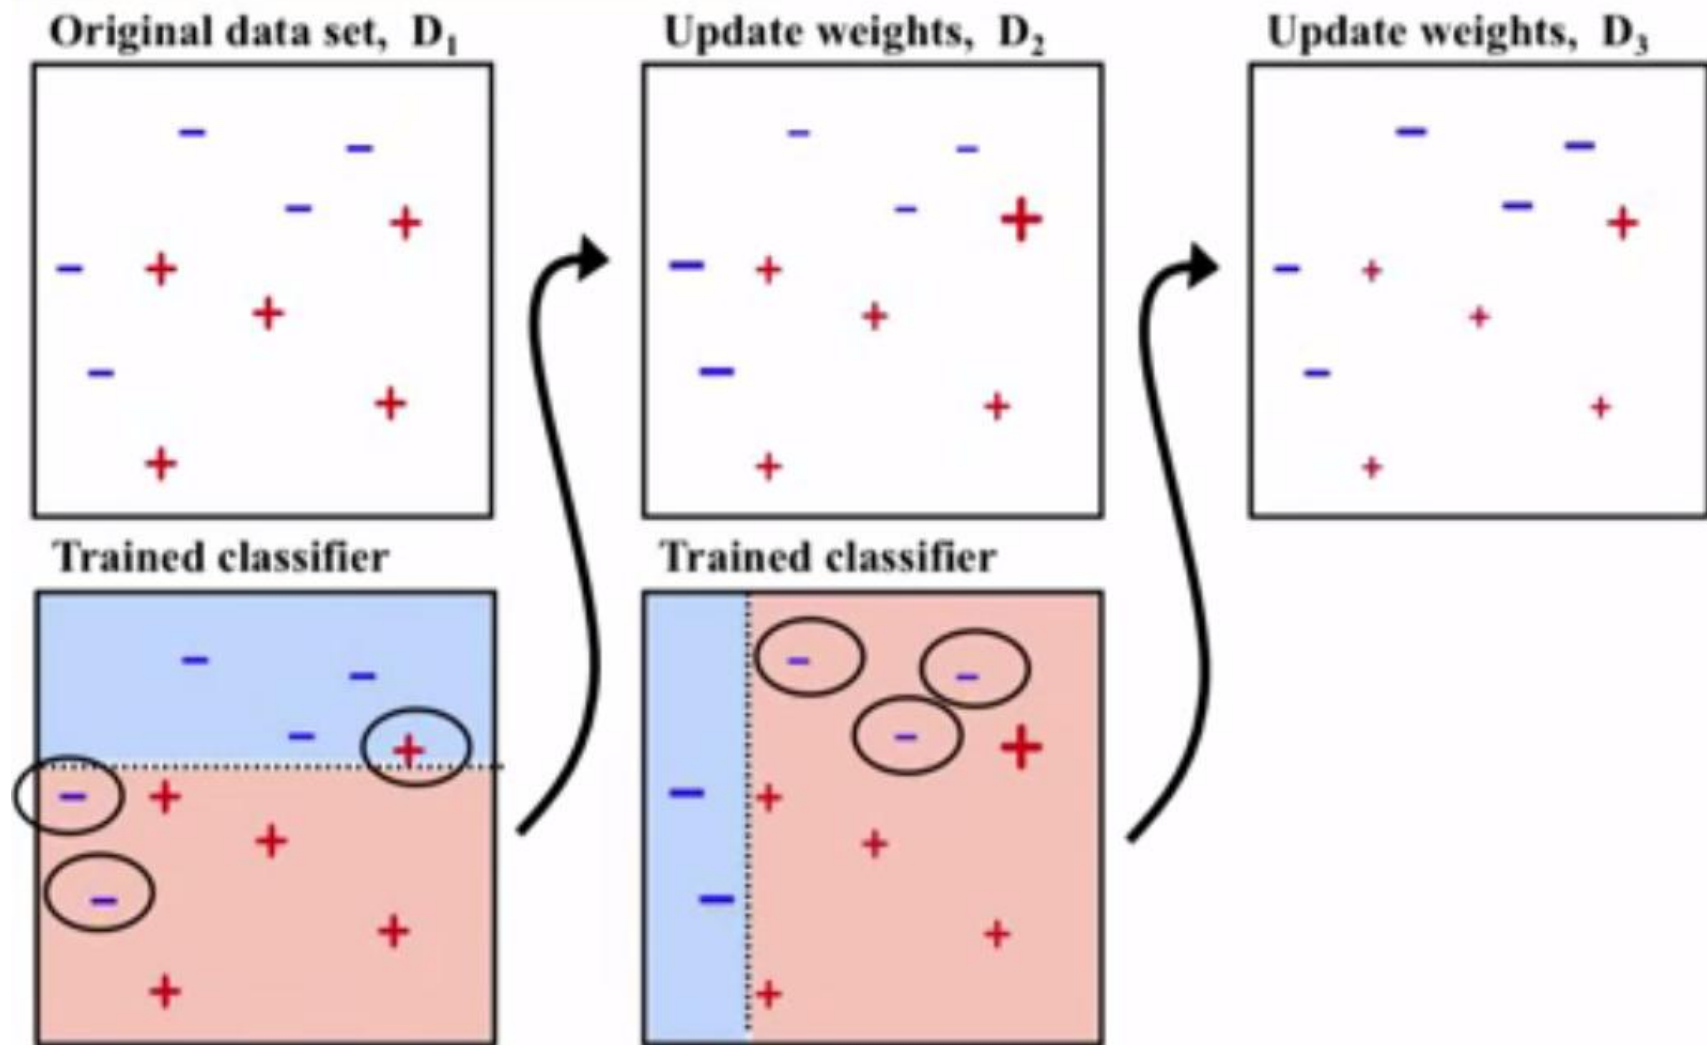 Original data set, D₁
Update weights, D₂
Update weights, D₃
Trained classifier
Trained classifier